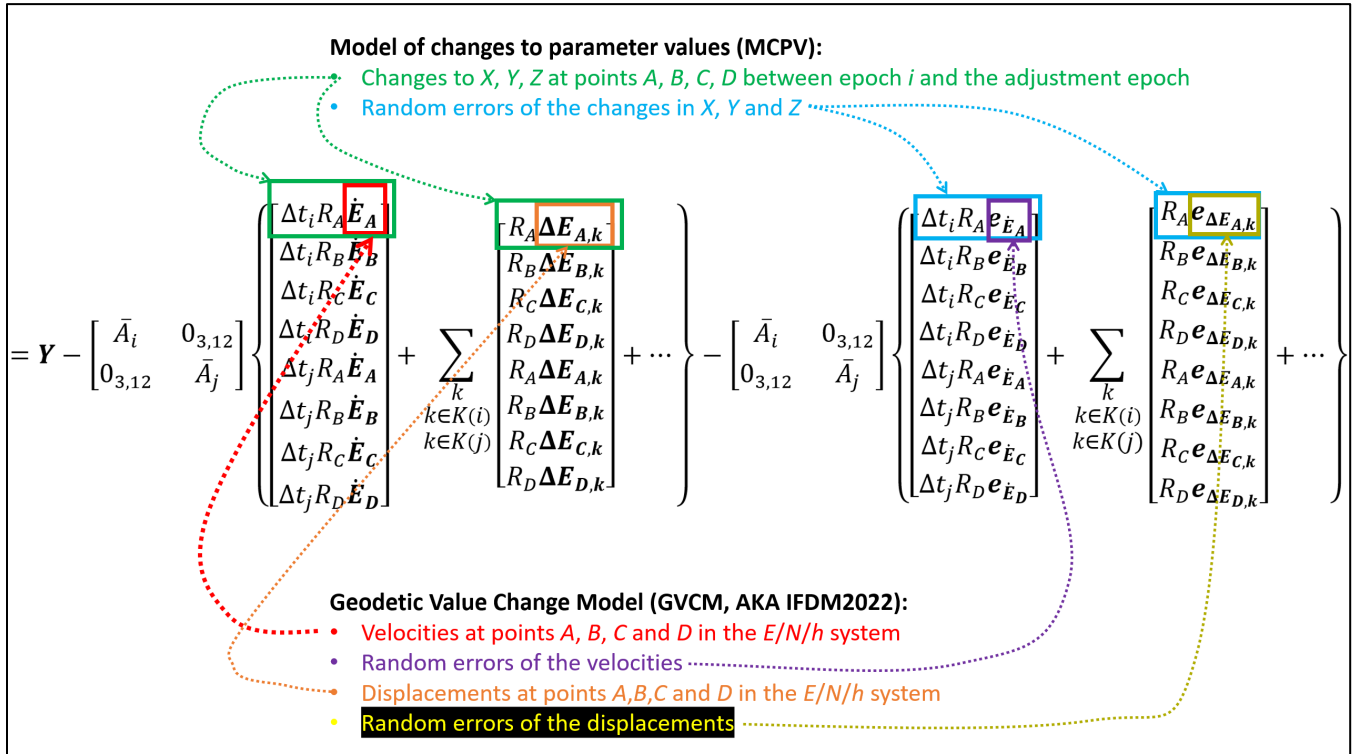 Model of changes to parameter values (MCPV):
• Changes to X, Y, Z at points A, B, C, D between epoch i and the adjustment epoch
• Random errors of the changes in X, Y and Z
= Y − [Ā_i 0_{3,12}; 0_{3,12} Ā_j] { [Δt_i R_A Ė_A; Δt_i R_B Ė_B; Δt_i R_C Ė_C; Δt_i R_D Ė_D; Δt_j R_A Ė_A; Δt_j R_B Ė_B; Δt_j R_C Ė_C; Δt_j R_D Ė_D] + ∑_{k k∈K(i) k∈K(j)} [R_A ΔE_{A,k}; R_B ΔE_{B,k}; R_C ΔE_{C,k}; R_D ΔE_{D,k}; R_A ΔE_{A,k}; R_B ΔE_{B,k}; R_C ΔE_{C,k}; R_D ΔE_{D,k}] + ⋯ } − [Ā_i 0_{3,12}; 0_{3,12} Ā_j] { [Δt_i R_A e_{Ė_A}; Δt_i R_B e_{Ė_B}; Δt_i R_C e_{Ė_C}; Δt_i R_D e_{Ė_D}; Δt_j R_A e_{Ė_A}; Δt_j R_B e_{Ė_B}; Δt_j R_C e_{Ė_C}; Δt_j R_D e_{Ė_D}] + ∑_{k k∈K(i) k∈K(j)} [R_A e_{ΔE_{A,k}}; R_B e_{ΔE_{B,k}}; R_C e_{ΔE_{C,k}}; R_D e_{ΔE_{D,k}}; R_A e_{ΔE_{A,k}}; R_B e_{ΔE_{B,k}}; R_C e_{ΔE_{C,k}}; R_D e_{ΔE_{D,k}}] + ⋯ }
Geodetic Value Change Model (GVCM, AKA IFDM2022):
• Velocities at points A, B, C and D in the E/N/h system
• Random errors of the velocities
• Displacements at points A,B,C and D in the E/N/h system
• Random errors of the displacements